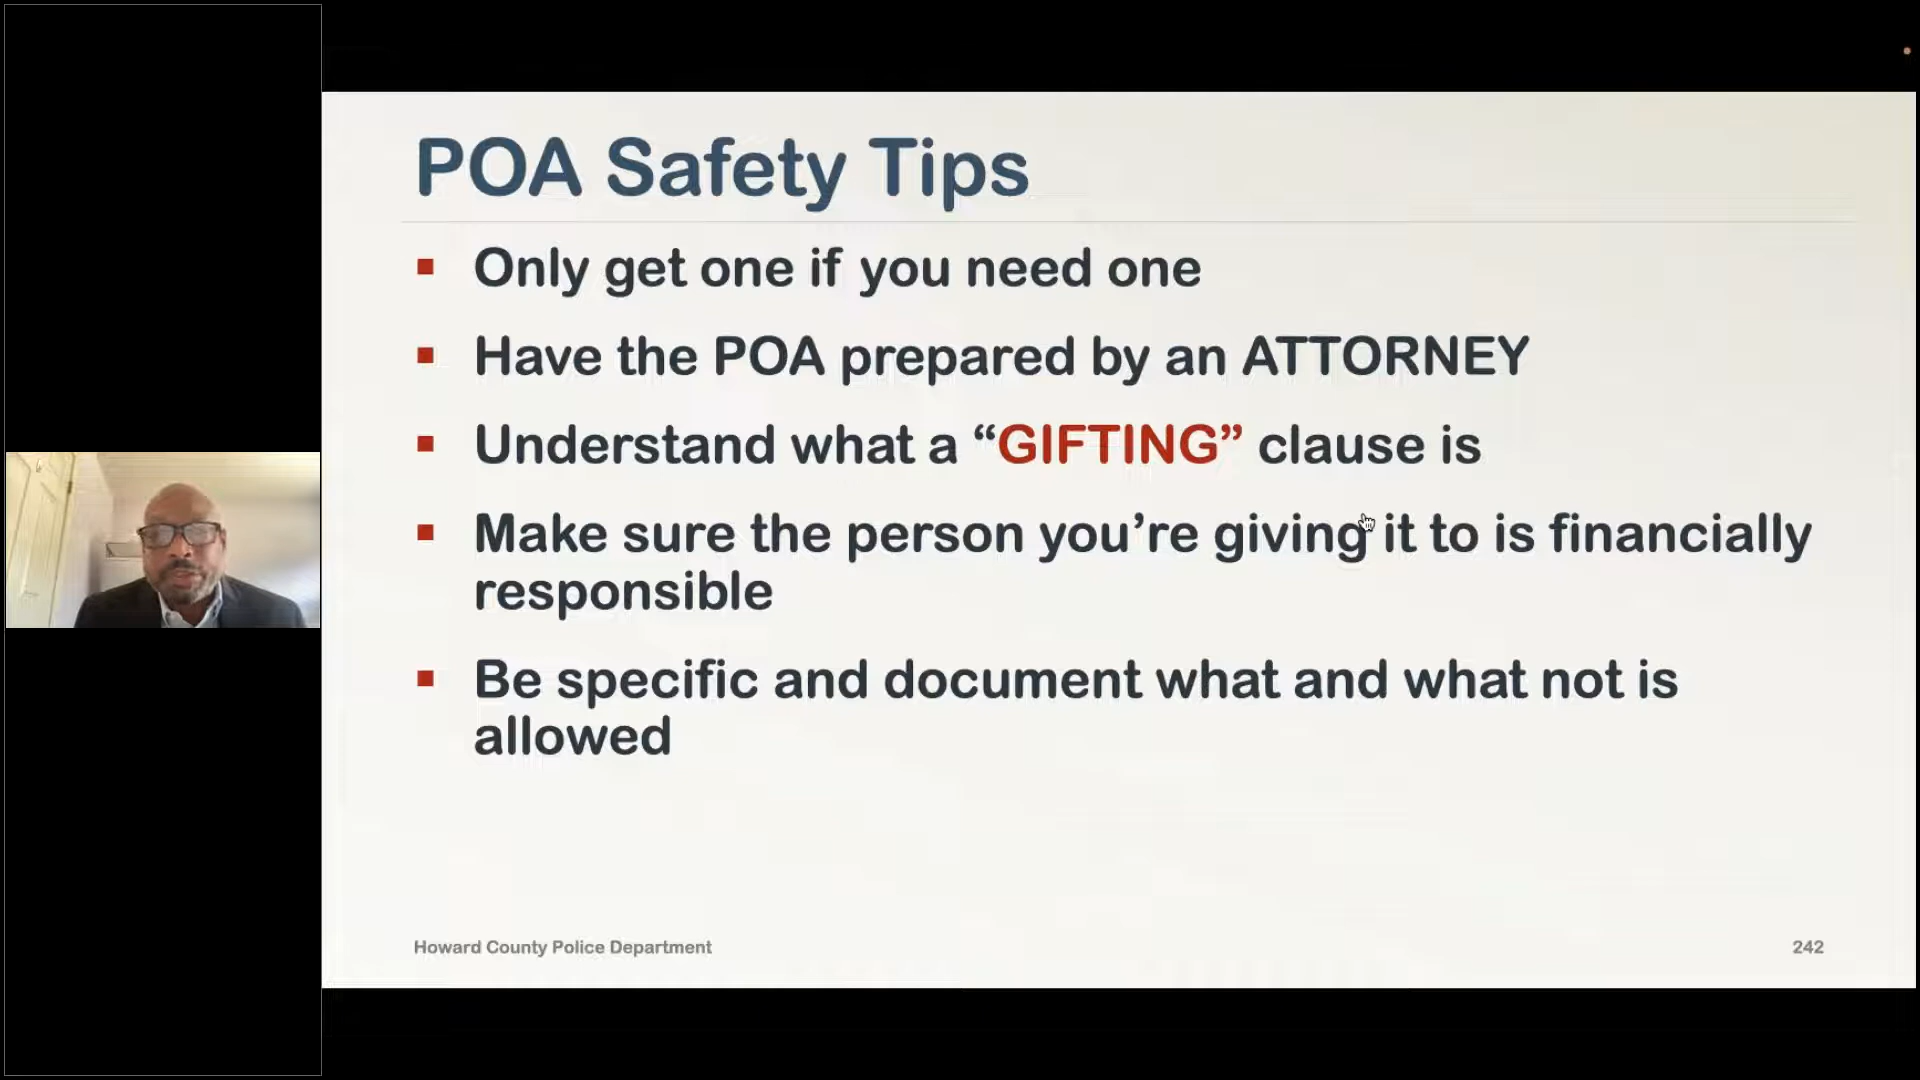 POA Safety Tips
Only get one if you need one
Have the POA prepared by an ATTORNEY
Understand what a “GIFTING” clause is
Make sure the person you’re giving it to is financially
responsible
Be specific and document what and what not is
allowed
Howard County Police Department
242